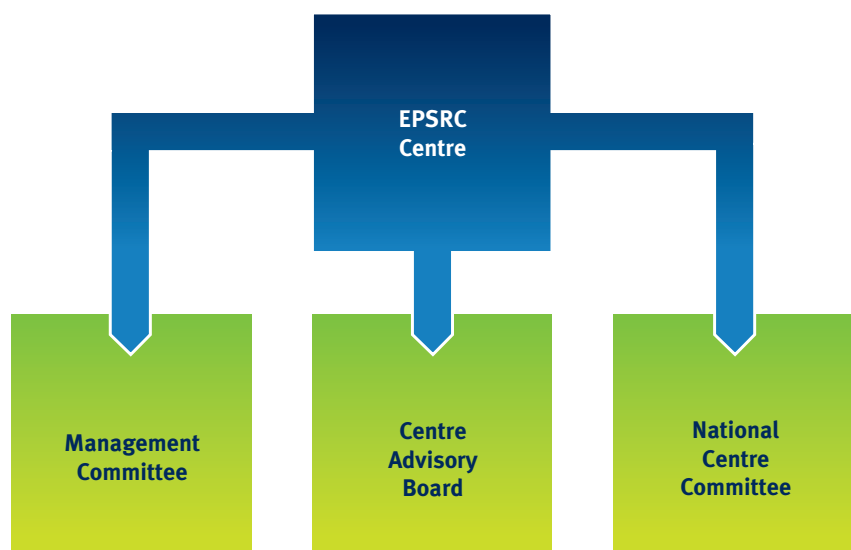 EPSRC
Centre
Management
Committee
Centre
Advisory
Board
National
Centre
Committee